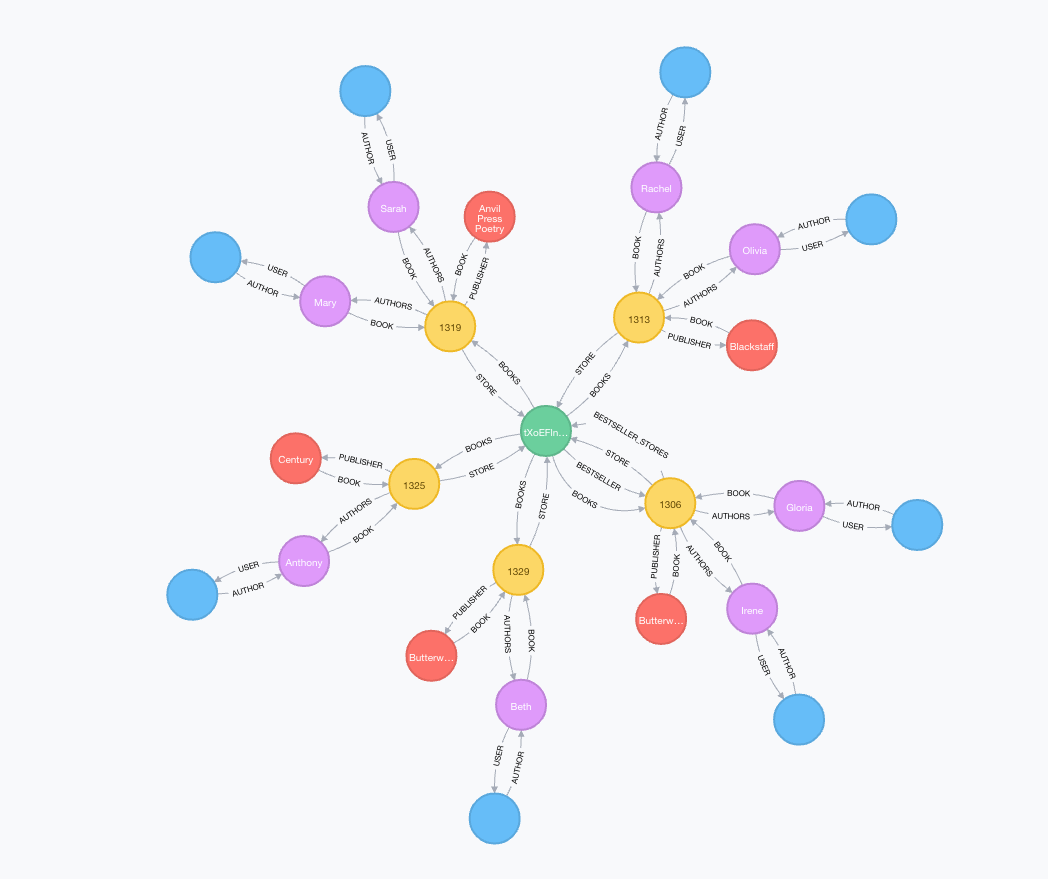 AUTHOR
USER
Sarah
Anvil
Press
Poetry
BOOK
AUTHORS
BOOK
PUBLISHER
USER
AUTHOR
Mary
AUTHORS
BOOK
1319
BOOKS
STORE
AUTHOR
USER
Rachel
BOOK
AUTHORS
Olivia
AUTHOR
USER
BOOK
AUTHORS
1313
BOOK
PUBLISHER
Blackstaff
STORE
BOOKS
tXoEFIn...
BESTSELLER_STORES
STORE
BESTSELLER
BOOKS
Century
PUBLISHER
BOOK
1325
BOOKS
STORE
AUTHORS
BOOK
Anthony
USER
AUTHOR
BOOKS
STORE
1329
PUBLISHER
BOOK
Butterw...
AUTHORS
BOOK
Beth
USER
AUTHOR
1306
BOOK
AUTHORS
Gloria
AUTHOR
USER
PUBLISHER
BOOK
Butterw...
AUTHORS
BOOK
Irene
USER
AUTHOR